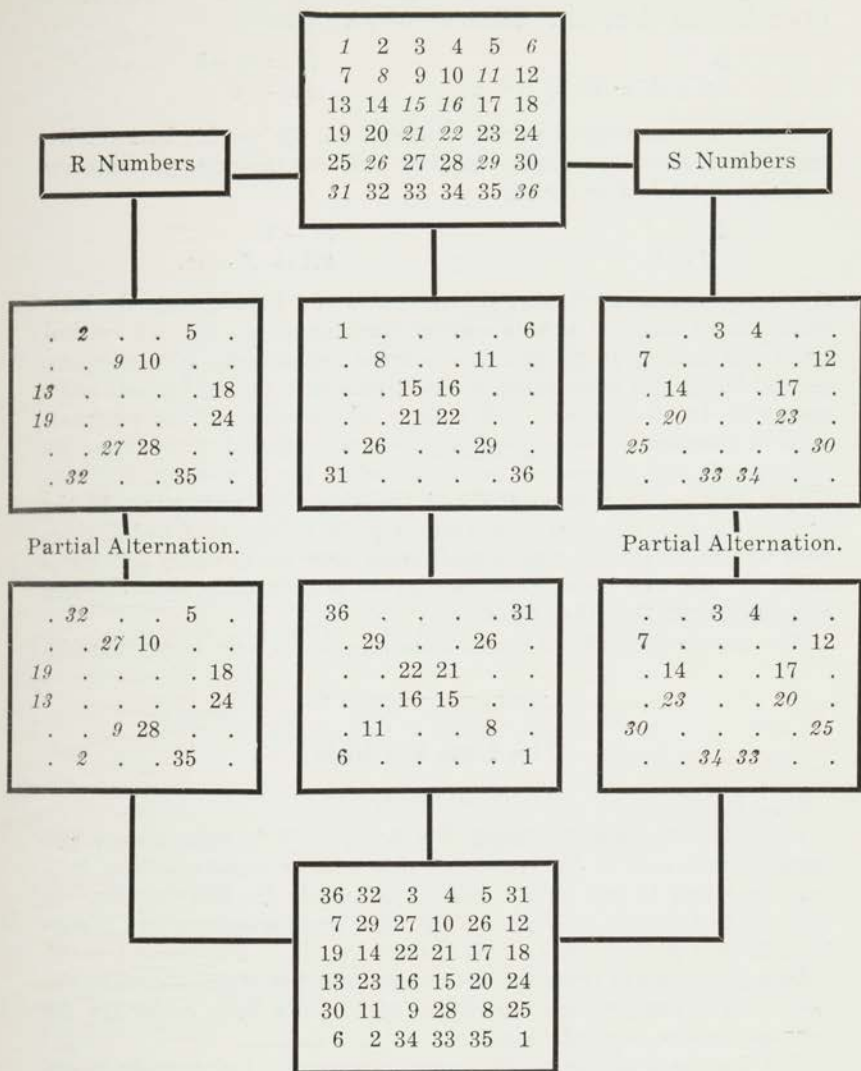 1 2 3 4 5 6
7 8 9 10 11 12
13 14 15 16 17 18
19 20 21 22 23 24
25 26 27 28 29 30
31 32 33 34 35 36
R Numbers
S Numbers
. 2 . . 5 .
. . 9 10 . .
13 . . . . 18
19 . . . . 24
. . 27 28 . .
. 32 . . 35 .
1 . . . . 6
. 8 . . 11 .
. . 15 16 . .
. . 21 22 . .
. 26 . . 29 .
31 . . . . 36
. . 3 4 . .
7 . . . . 12
. 14 . . 17 .
. 20 . . 23 .
25 . . . . 30
. . 33 34 . .
Partial Alternation.
Partial Alternation.
. 32 . . 5 .
. . 27 10 . .
19 . . . . 18
13 . . . . 24
. . 9 28 . .
. 2 . . 35 .
36 . . . . 31
. 29 . . 26 .
. . 22 21 . .
. . 16 15 . .
. 11 . . 8 .
6 . . . . 1
. . 3 4 . .
7 . . . . 12
. 14 . . 17 .
. 23 . . 20 .
30 . . . . 25
. . 34 33 . .
36 32 3 4 5 31
7 29 27 10 26 12
19 14 22 21 17 18
13 23 16 15 20 24
30 11 9 28 8 25
6 2 34 33 35 1